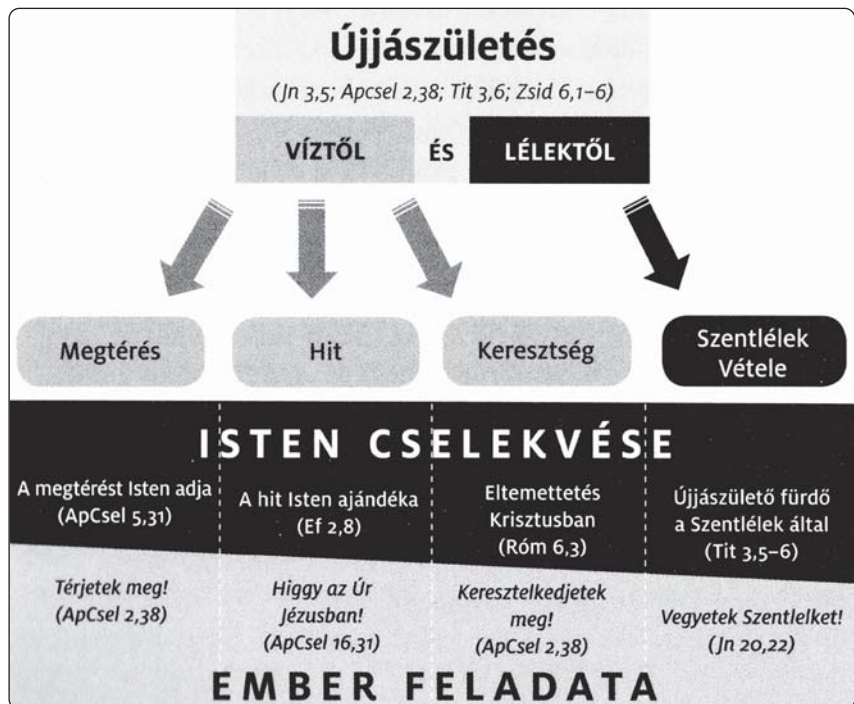 Újjászületés
(Jn 3,5; Apcsel 2,38; Tit 3,6; Zsid 6,1–6)
VÍZTŐL ÉS LÉLEKTŐL
Megtérés
Hit
Keresztség
Szentlélek
Vétele
ISTEN CSELEKVÉSE
A megtérést Isten adja
(ApCsel 5,31)
A hit Isten ajándéka
(Ef 2,8)
Eltemettetés
Krisztusban
(Róm 6,3)
Újjászülető fürdő
a Szentlélek által
(Tit 3,5–6)
Térjetek meg!
(ApCsel 2,38)
Higgy az Úr
Jézusban!
(ApCsel 16,31)
Keresztelkedjetek
meg!
(ApCsel 2,38)
Vegyetek Szentlelket!
(Jn 20,22)
EMBER FELADATA